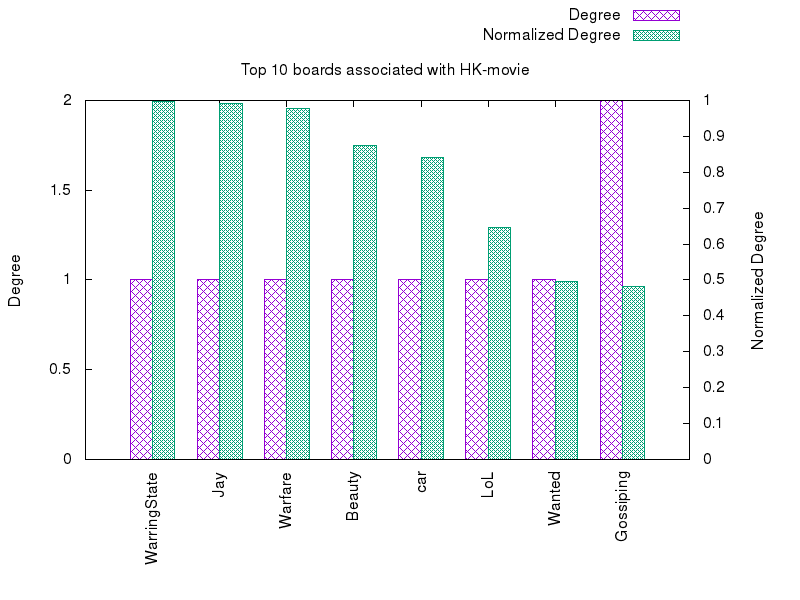 Degree
Normalized Degree
Top 10 boards associated with HK-movie
2
1.5
1
0.5
0
Degree
1
0.9
0.8
0.7
0.6
0.5
0.4
0.3
0.2
0.1
0
Normalized Degree
WarringState
Jay
Warfare
Beauty
car
LoL
Wanted
Gossiping